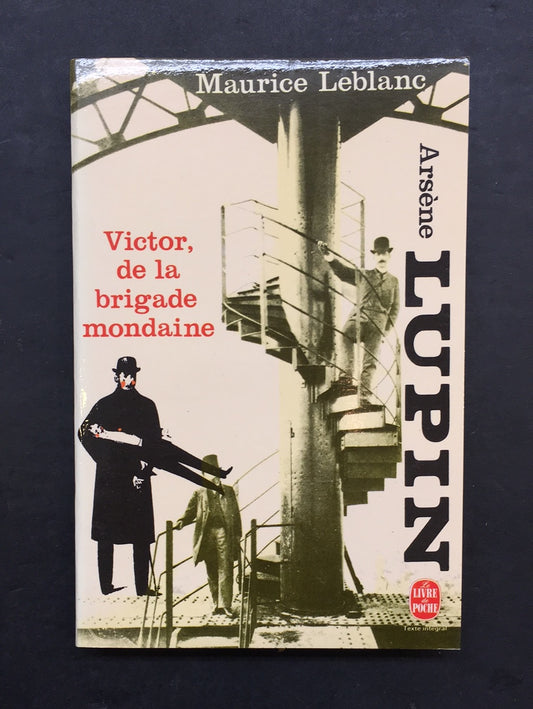 Maurice Leblanc
Arsène
LUPIN
Victor,
de la
brigade
mondaine
Le
LIVRE
de
POCHE
Texte intégral